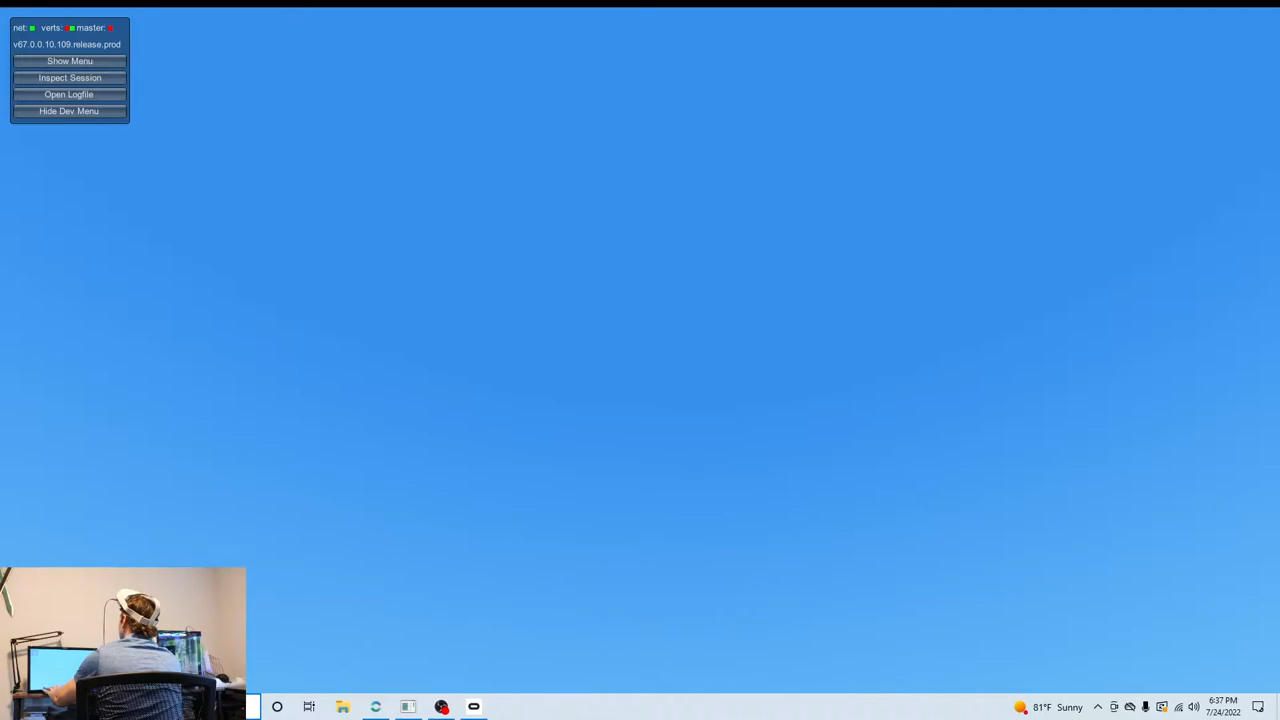 net: verts: master:
v67.0.0.10.109.release.prod
Show Menu
Inspect Session
Open Logfile
Hide Dev Menu
81°F Sunny
6:37 PM
7/24/2022